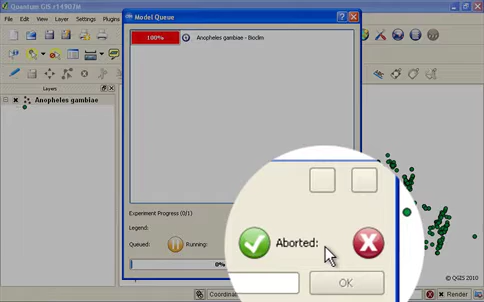 Quantum GIS r14907M
File Edit View Layer Settings Plugins
Model Queue
100% Anopheles gambiae - Bioclim
Layers
Anopheles gambiae
Experiment Progress (0/1)
Legend:
Queued: Running: Aborted:
0%
OK
©QGIS 2010
Coordina
Render